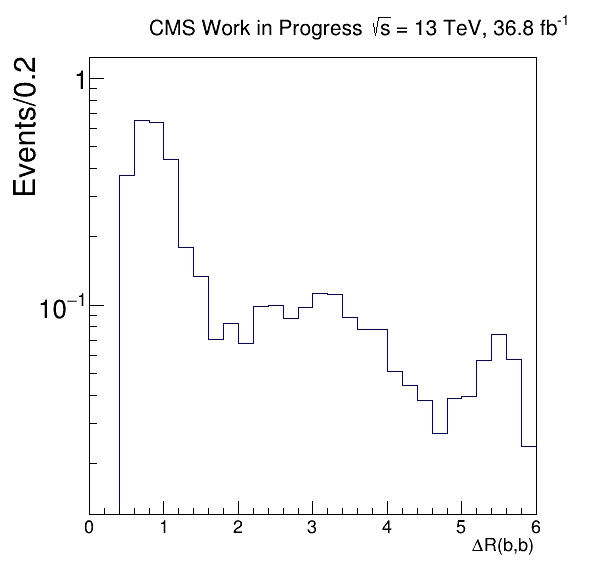 CMS Work in Progress √s = 13 TeV, 36.8 fb⁻¹
Events/0.2
1
10⁻¹
0 1 2 3 4 5 6
ΔR(b,b)